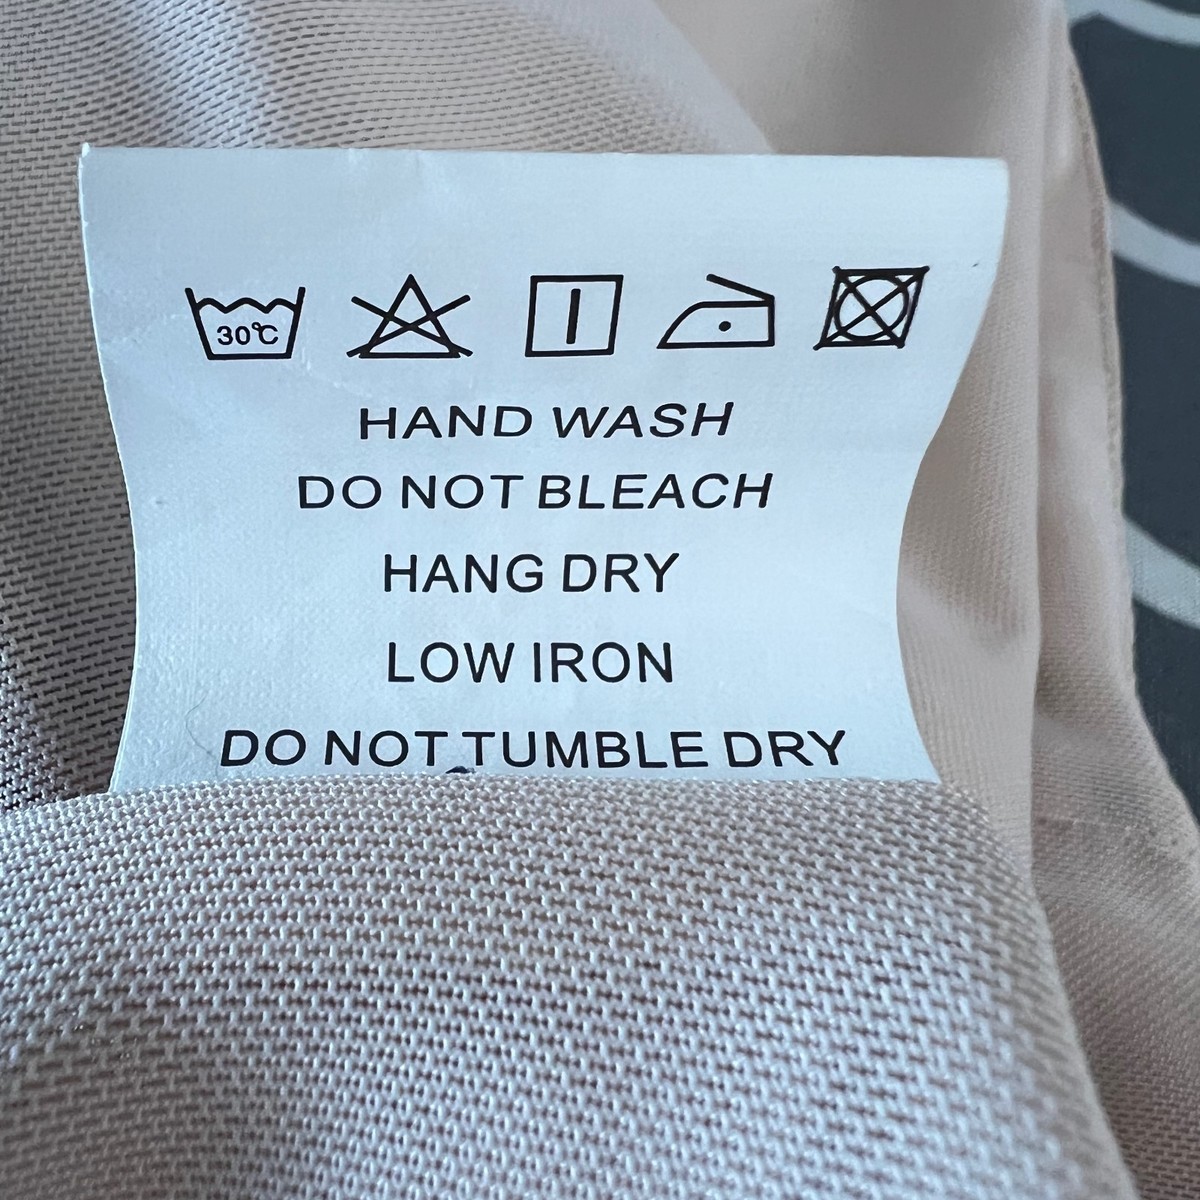 30℃
HAND WASH
DO NOT BLEACH
HANG DRY
LOW IRON
DO NOT TUMBLE DRY